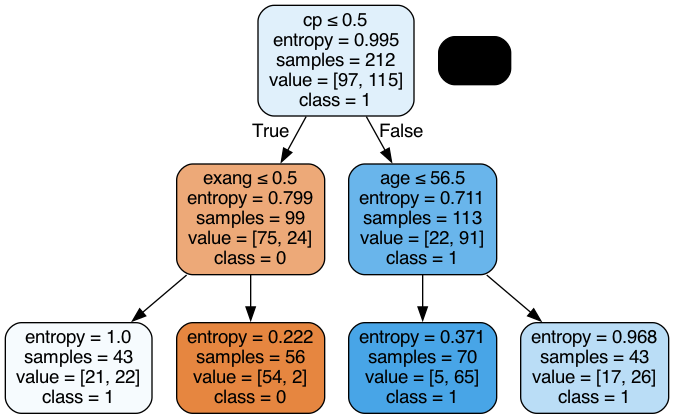 cp ≤ 0.5
entropy = 0.995
samples = 212
value = [97, 115]
class = 1
True
False
exang ≤ 0.5
entropy = 0.799
samples = 99
value = [75, 24]
class = 0
age ≤ 56.5
entropy = 0.711
samples = 113
value = [22, 91]
class = 1
entropy = 1.0
samples = 43
value = [21, 22]
class = 1
entropy = 0.222
samples = 56
value = [54, 2]
class = 0
entropy = 0.371
samples = 70
value = [5, 65]
class = 1
entropy = 0.968
samples = 43
value = [17, 26]
class = 1